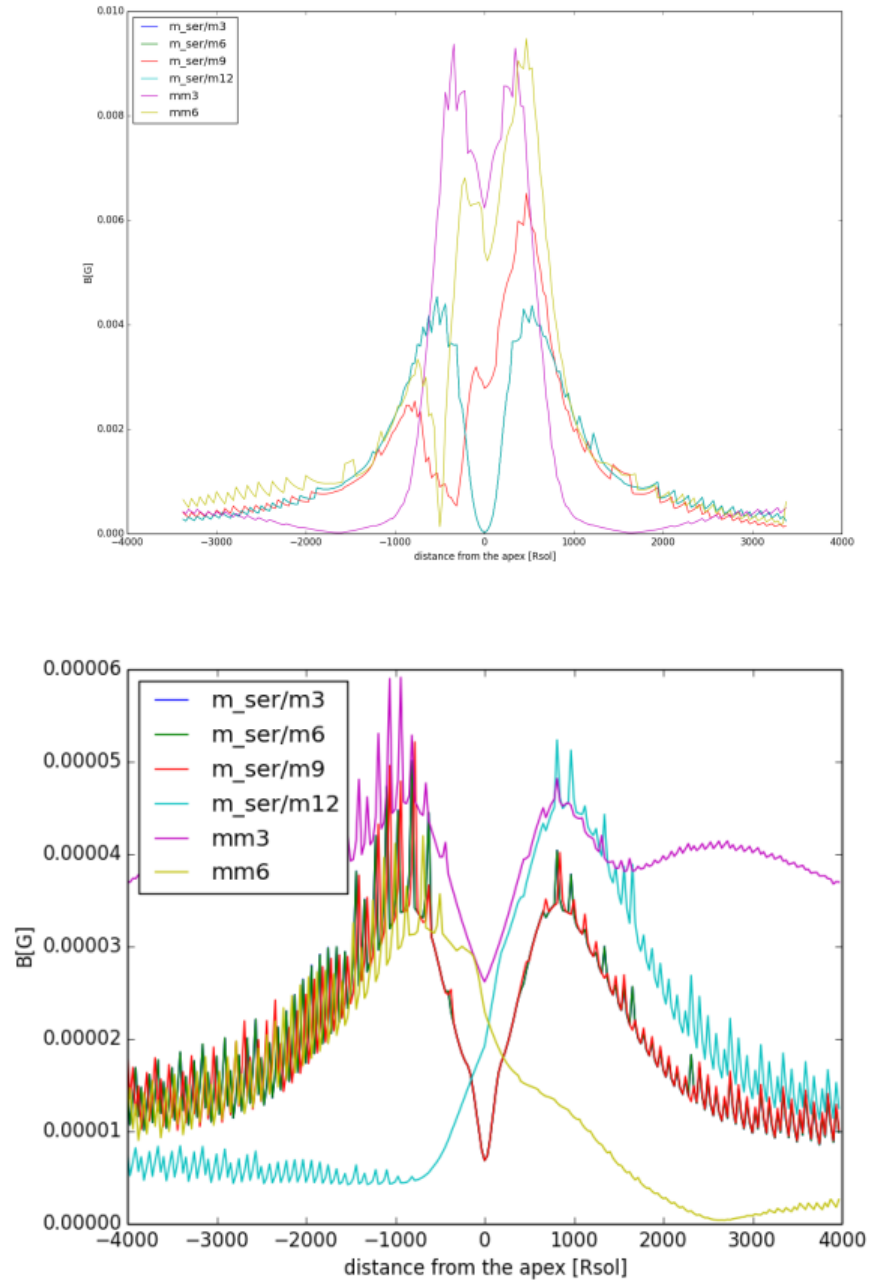 0.010
m_ser/m3
m_ser/m6
m_ser/m9
m_ser/m12
mm3
mm6
0.008
0.006
B[G]
0.004
0.002
0.000
−4000 −3000 −2000 −1000 0 1000 2000 3000 4000
distance from the apex [Rsol]
0.00006
m_ser/m3
m_ser/m6
m_ser/m9
m_ser/m12
mm3
mm6
0.00005
0.00004
0.00003
B[G]
0.00002
0.00001
0.00000
−4000 −3000 −2000 −1000 0 1000 2000 3000 4000
distance from the apex [Rsol]